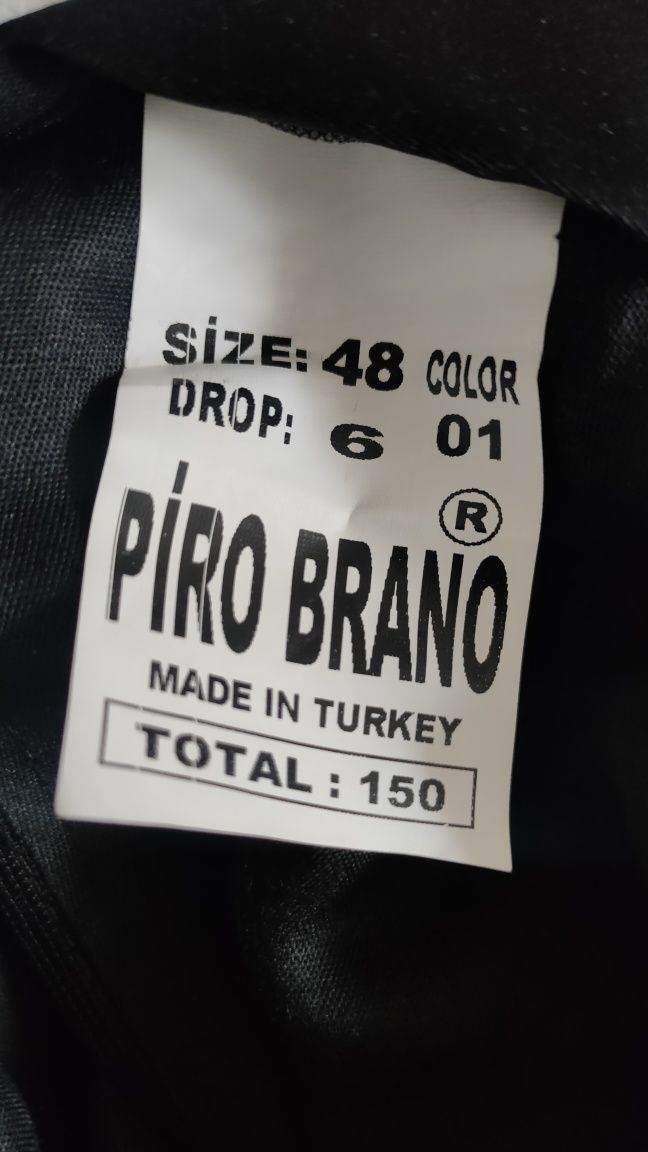 SİZE: 48 COLOR
DROP: 6 01
®
PİRO BRANO
MADE IN TURKEY
TOTAL : 150